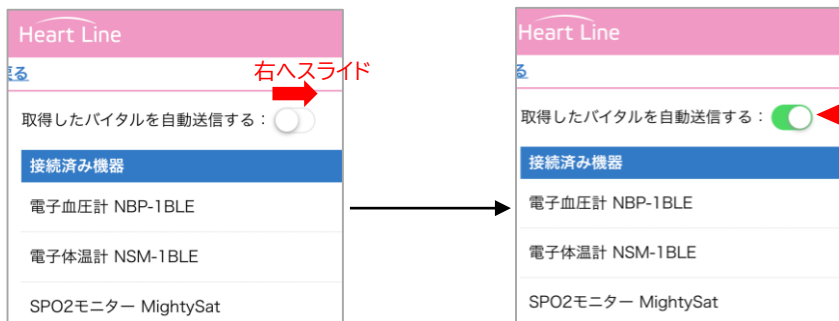 Heart Line
戻る
右へスライド
取得したバイタルを自動送信する：
接続済み機器
電子血圧計 NBP-1BLE
電子体温計 NSM-1BLE
SPO2モニター MightySat
Heart Line
る
取得したバイタルを自動送信する：
接続済み機器
電子血圧計 NBP-1BLE
電子体温計 NSM-1BLE
SPO2モニター MightySat